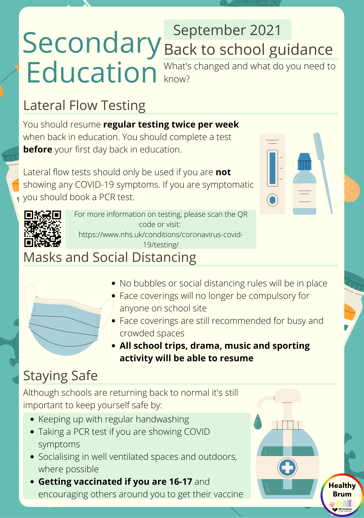 Secondary
Education
September 2021
Back to school guidance
What's changed and what do you need to
know?
Lateral Flow Testing
You should resume regular testing twice per week
when back in education. You should complete a test
before your first day back in education.
Lateral flow tests should only be used if you are not
showing any COVID-19 symptoms. If you are symptomatic
you should book a PCR test.
For more information on testing, please scan the QR
code or visit:
https://www.nhs.uk/conditions/coronavirus-covid-
19/testing/
Masks and Social Distancing
No bubbles or social distancing rules will be in place
Face coverings will no longer be compulsory for
anyone on school site
Face coverings are still recommended for busy and
crowded spaces
All school trips, drama, music and sporting
activity will be able to resume
Staying Safe
Although schools are returning back to normal it's still
important to keep yourself safe by:
Keeping up with regular handwashing
Taking a PCR test if you are showing COVID
symptoms
Socialising in well ventilated spaces and outdoors,
where possible
Getting vaccinated if you are 16-17 and
encouraging others around you to get their vaccine
Healthy
Brum